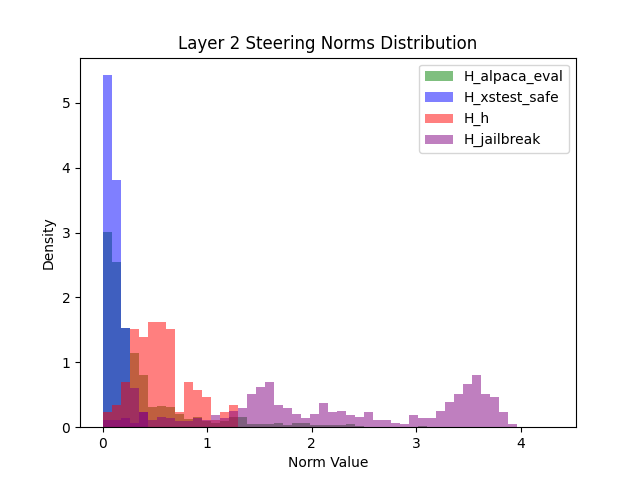 Layer 2 Steering Norms Distribution
H_alpaca_eval
H_xstest_safe
H_h
H_jailbreak
Density
5
4
3
2
1
0
0 1 2 3 4
Norm Value